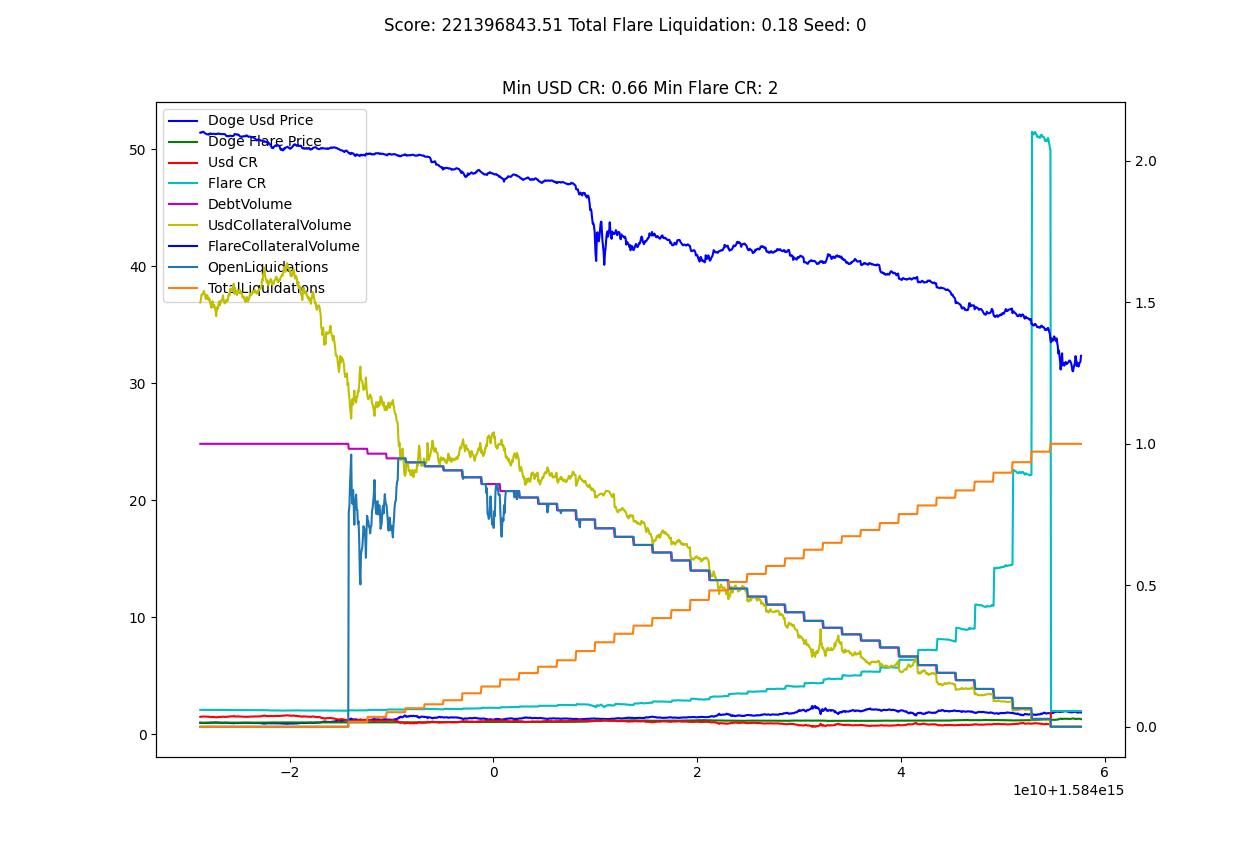 Score: 221396843.51 Total Flare Liquidation: 0.18 Seed: 0
Min USD CR: 0.66 Min Flare CR: 2
Doge Usd Price
Doge Flare Price
Usd CR
Flare CR
DebtVolume
UsdCollateralVolume
FlareCollateralVolume
OpenLiquidations
TotalLiquidations
50
40
30
20
10
0
2.0
1.5
1.0
0.5
0.0
−2
0
2
4
6
1e10+1.584e15